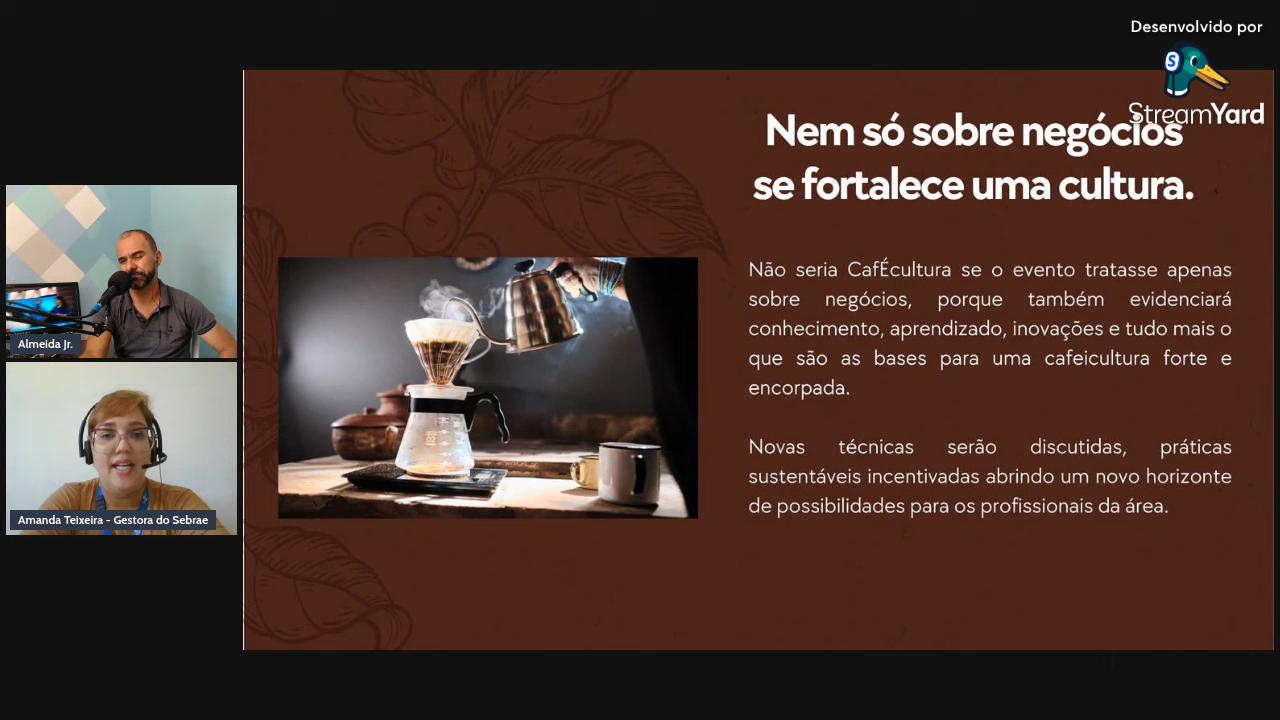 Desenvolvido por
S
StreamYard
Nem só sobre negócios
se fortalece uma cultura.
Não seria CafÉcultura se o evento tratasse apenas
sobre negócios, porque também evidenciará
conhecimento, aprendizado, inovações e tudo mais o
que são as bases para uma cafeicultura forte e
encorpada.
Novas técnicas serão discutidas, práticas
sustentáveis incentivadas abrindo um novo horizonte
de possibilidades para os profissionais da área.
Almeida Jr.
Amanda Teixeira - Gestora do Sebrae